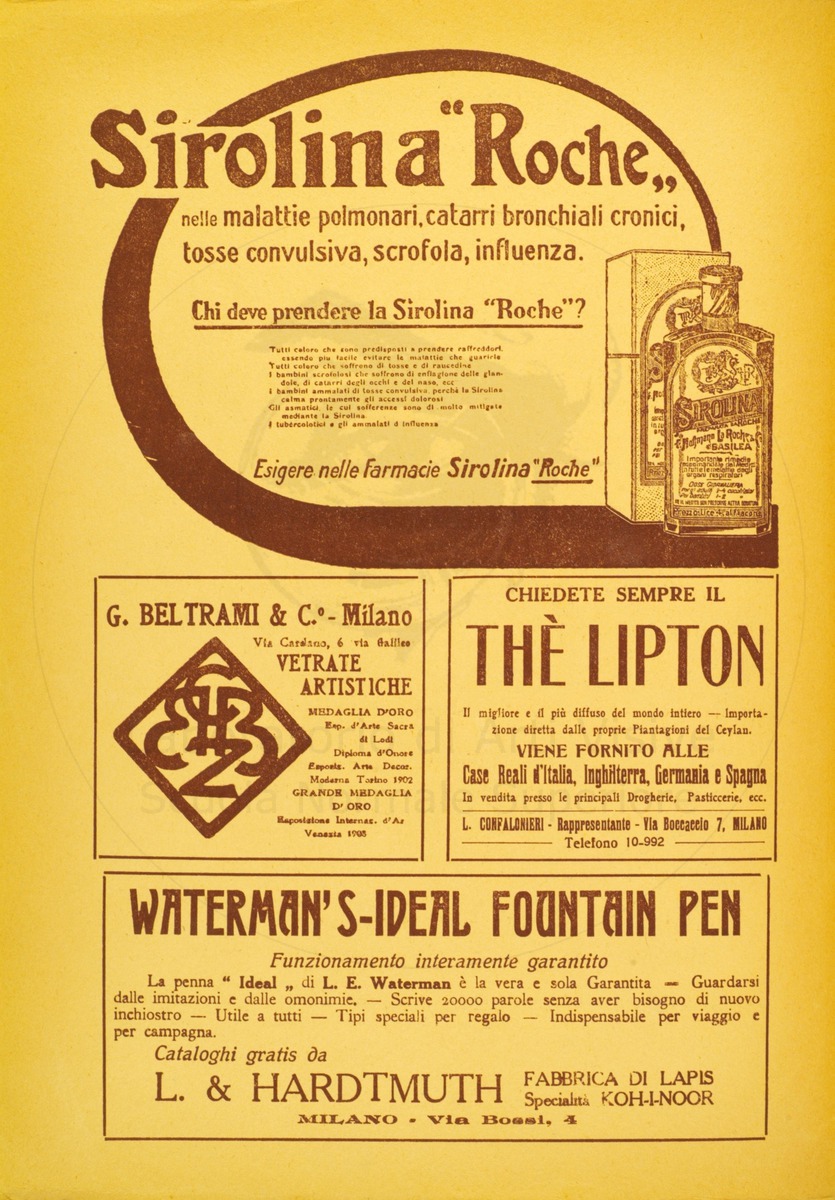 Sirolina "Roche„
nelle malattie polmonari, catarri bronchiali cronici,
tosse convulsiva, scrofola, influenza.
Chi deve prendere la Sirolina "Roche"?
Tutti coloro che sono predisposti a prendere raffreddori,
essendo più facile evitare le malattie che guarirle
Tutti coloro che soffrono di tosse e di raucedine
I bambini scrofolosi che soffrono di enfiagione delle glan-
dole, di catarri degli occhi e del naso, ecc
I bambini ammalati di tosse convulsiva, perchè la Sirolina
calma prontamente gli accessi dolorosi
Gli asmatici, le cui sofferenze sono di molto mitigate
mediante la Sirolina
I tubercolotici e gli ammalati d influenza
Esigere nelle Farmacie Sirolina "Roche"
SIROLINA
F. Hoffmann La Roche & Co
BASILEA
Importante rimedio
organi respiratori
G. BELTRAMI & C.º - Milano
Via Cardano, 6 via Galileo
VETRATE
ARTISTICHE
MEDAGLIA D'ORO
Esp. d'Arte Sacra
di Lodi
Diploma d'Onore
Esposiz. Arte Decor.
Moderna Torino 1902
GRANDE MEDAGLIA
D'ORO
Esposizione Internaz. d'Ar
Venezia 1903
CHIEDETE SEMPRE IL
THÈ LIPTON
Il migliore e il più diffuso del mondo intiero — Importa-
zione diretta dalle proprie Piantagioni del Ceylan.
VIENE FORNITO ALLE
Case Reali d'Italia, Inghilterra, Germania e Spagna
In vendita presso le principali Drogherie, Pasticcerie, ecc.
L. CONFALONIERI - Rappresentante - Via Boccaccio 7, MILANO
Telefono 10-992
WATERMAN'S-IDEAL FOUNTAIN PEN
Funzionamento interamente garantito
La penna " Ideal „ di L. E. Waterman è la vera e sola Garantita — Guardarsi
dalle imitazioni e dalle omonimie, — Scrive 20000 parole senza aver bisogno di nuovo
inchiostro — Utile a tutti — Tipi speciali per regalo — Indispensabile per viaggio e
per campagna.
Cataloghi gratis da
L. & HARDTMUTH FABBRICA DI LAPIS
Specialità KOH-I-NOOR
MILANO - Via Bossi, 4